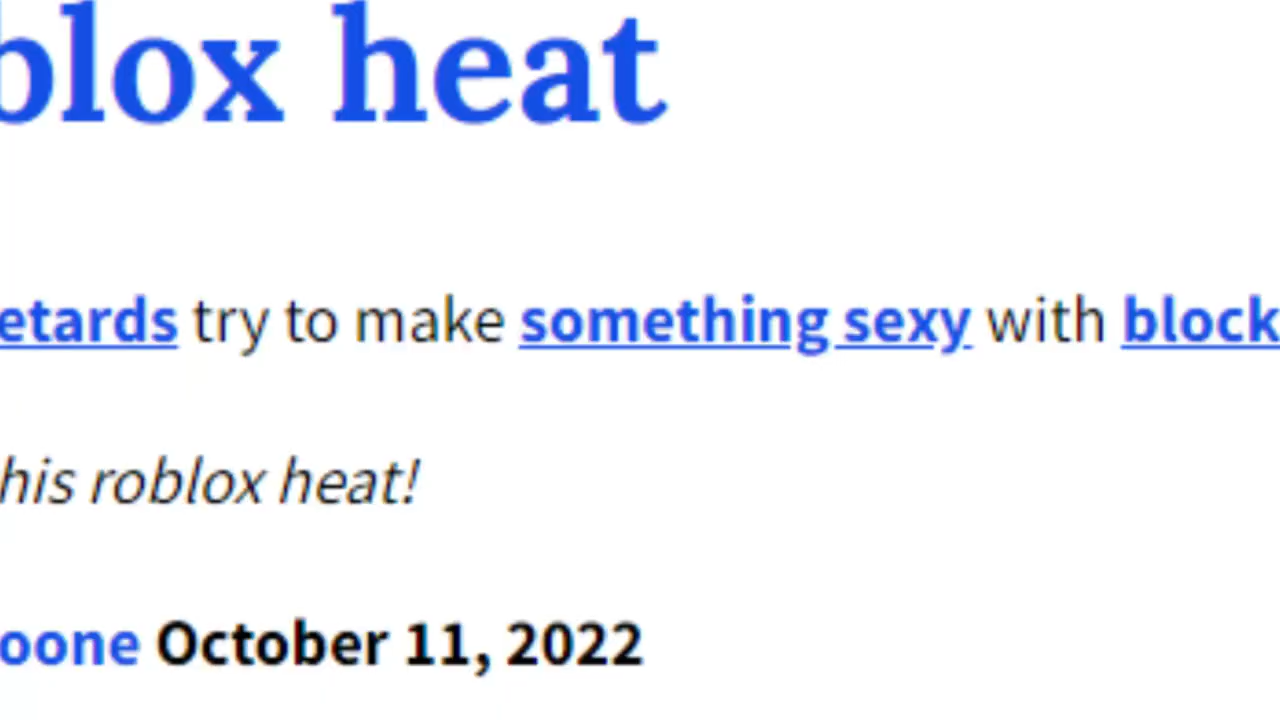 blox heat
etards try to make something sexy with block
his roblox heat!
oone October 11, 2022